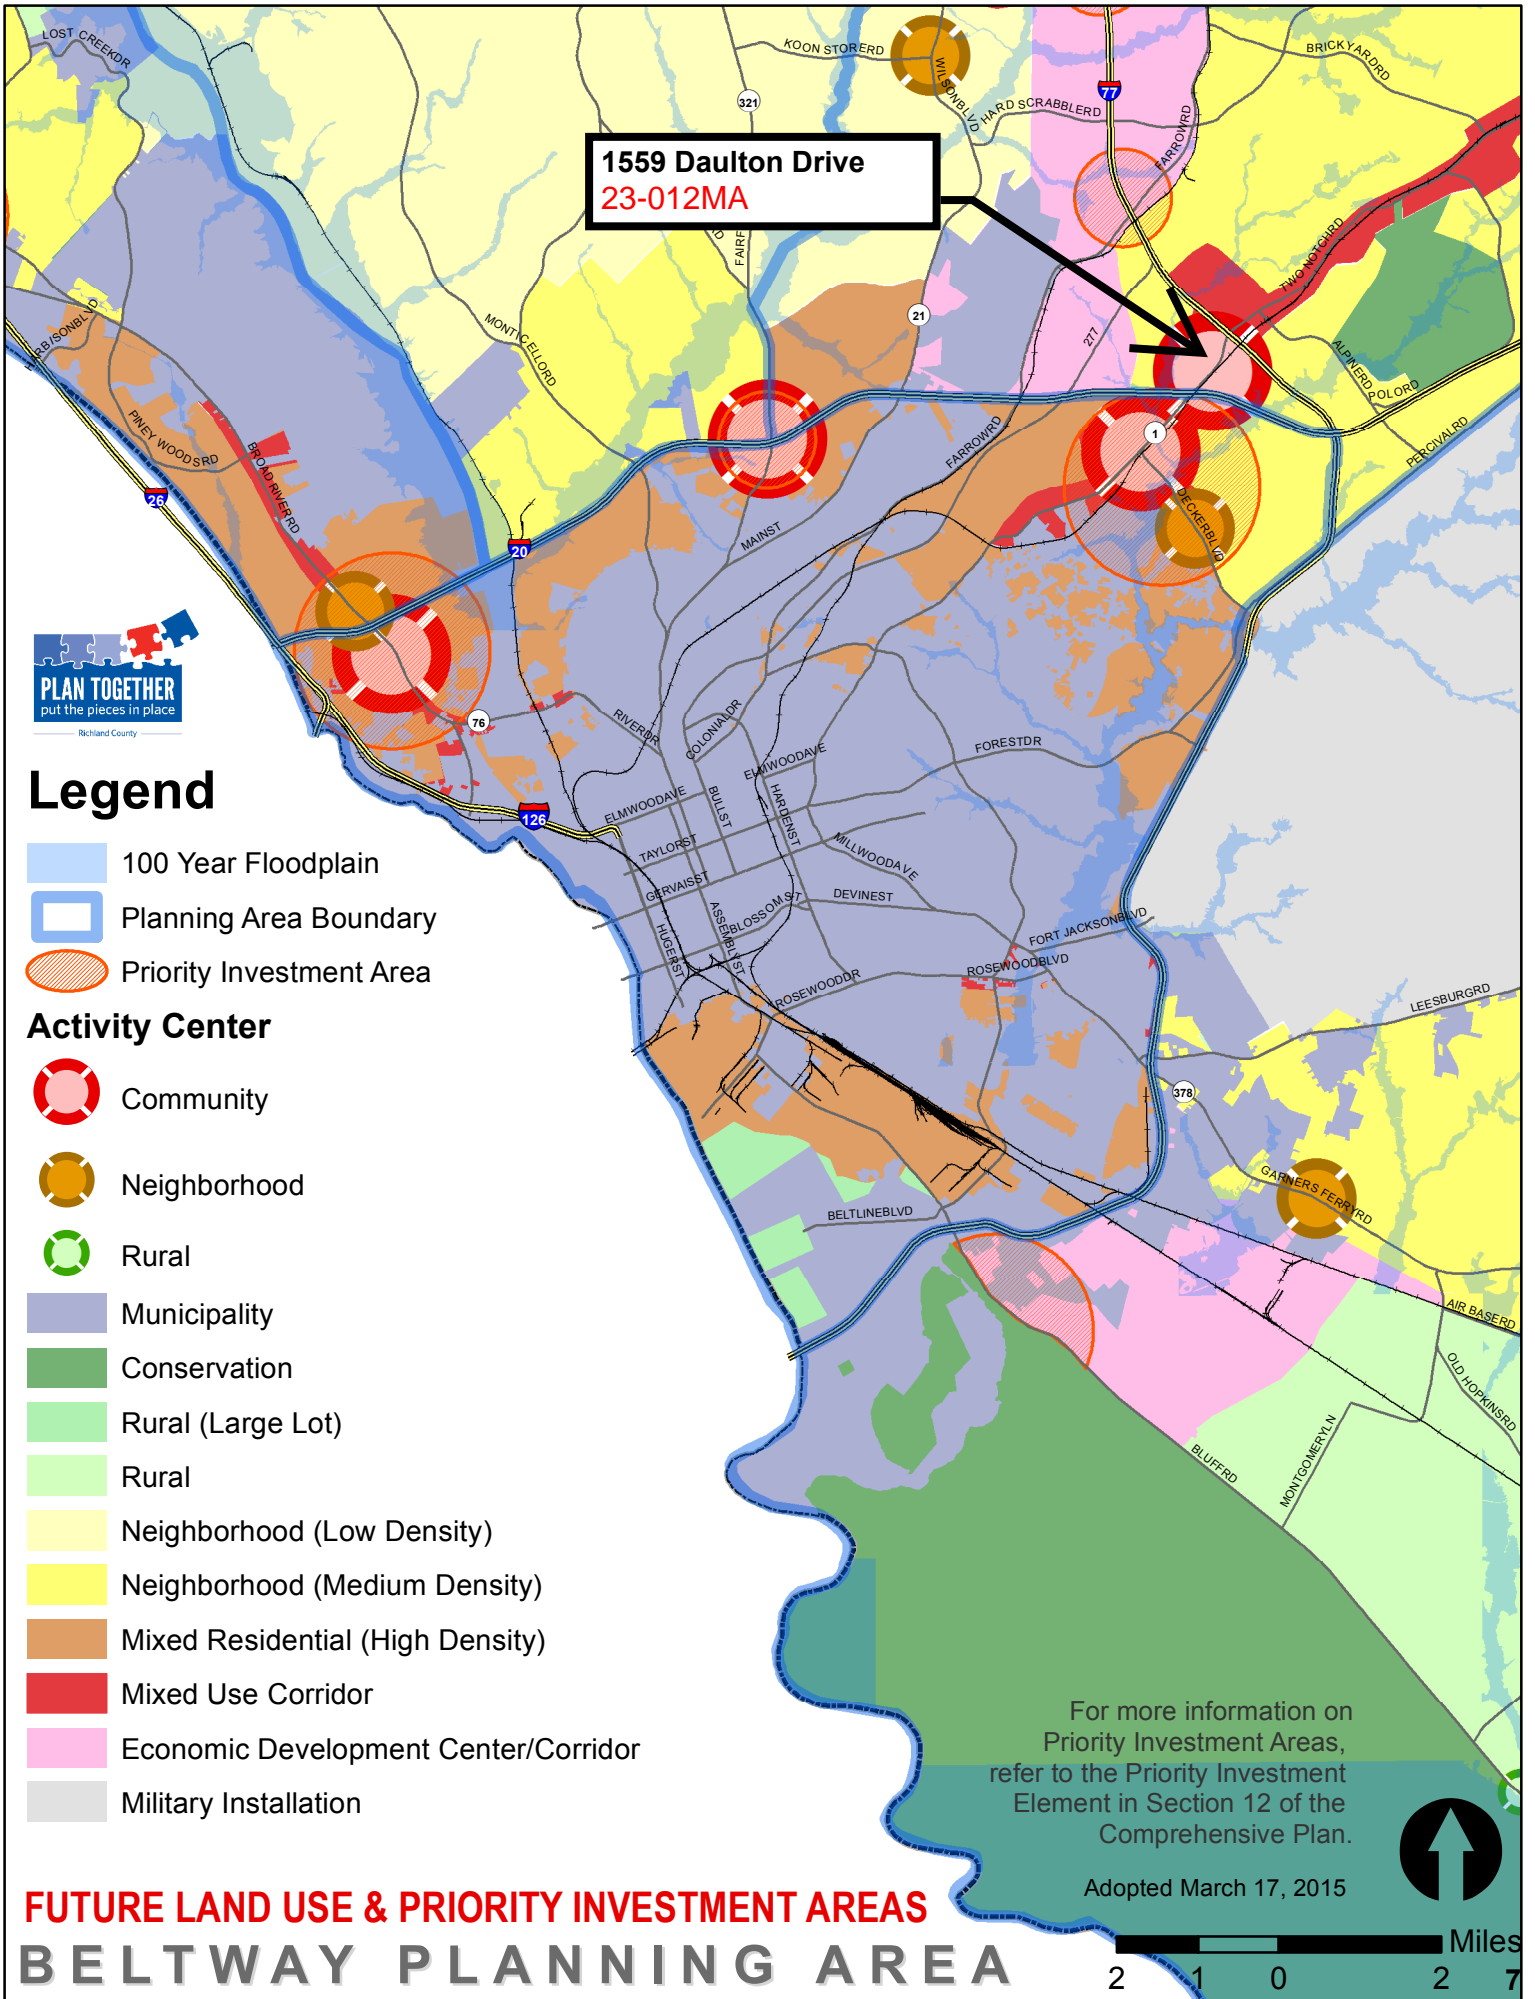 LOST CREEKDR
KOON STORERD
WILSONBLVD
HARD SCRABBLERD
BRICKYARDRD
321
77
FARROWRD
1559 Daulton Drive
23-012MA
FAIRF
TWO NOTCHRD
HARBISONBLVD
MONTICELLORD
21
277
ALPINERD
POLORD
PERCIVALRD
PINEY WOODSRD
BROAD RIVERRD
26
20
MAINST
FARROWRD
1
DECKERBLVD
PLAN TOGETHER
put the pieces in place
Richland County
76
RIVERDR
COLONIALDR
ELMWOODAVE
FORESTDR
126
ELMWOODAVE
BULLST
HARDENST
TAYLORST
MILLWOODAVE
GERVAISST
DEVINEST
BLOSSOMST
ASSEMBLYST
HUGERST
FORT JACKSONBLVD
ROSEWOODBLVD
ROSEWOODDR
LEESBURGRD
378
GARNERS FERRYRD
BELTLINEBLVD
AIR BASERD
OLD HOPKINSRD
MONTGOMERYLN
BLUFFRD
Legend
100 Year Floodplain
Planning Area Boundary
Priority Investment Area
Activity Center
Community
Neighborhood
Rural
Municipality
Conservation
Rural (Large Lot)
Rural
Neighborhood (Low Density)
Neighborhood (Medium Density)
Mixed Residential (High Density)
Mixed Use Corridor
Economic Development Center/Corridor
Military Installation
For more information on
Priority Investment Areas,
refer to the Priority Investment
Element in Section 12 of the
Comprehensive Plan.
Adopted March 17, 2015
FUTURE LAND USE & PRIORITY INVESTMENT AREAS
BELTWAY PLANNING AREA
Miles
2 1 0 2
7